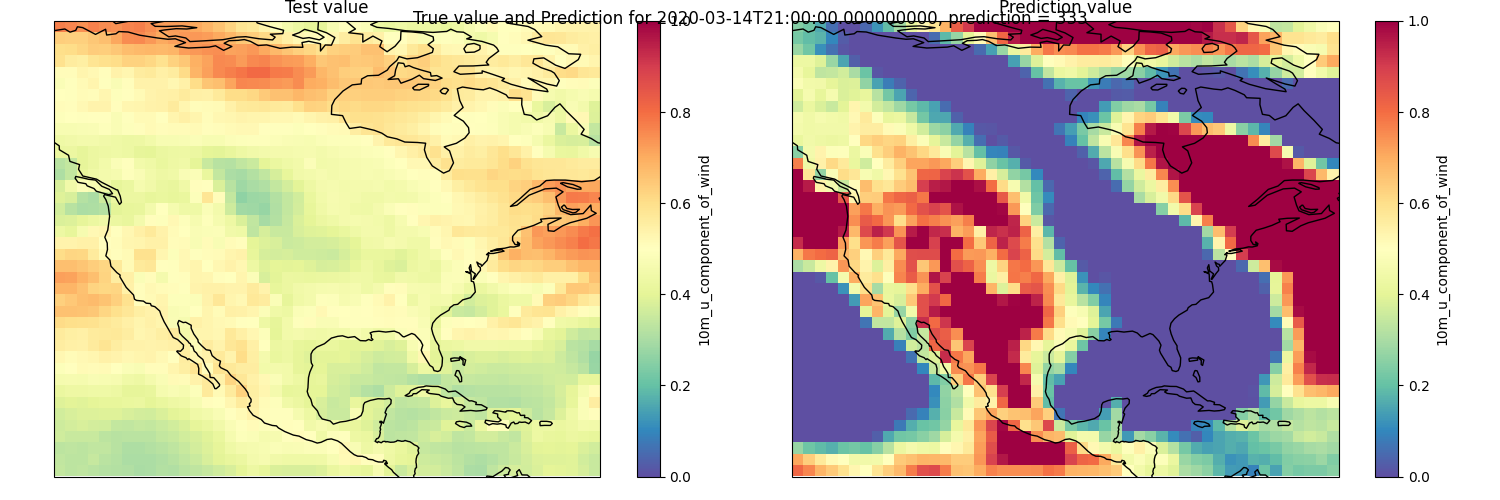 Test value
Prediction value
True value and Prediction for 2020-03-14T21:00:00.000000000, prediction = 333
1.0
0.8
0.6
0.4
0.2
0.0
10m_u_component_of_wind
1.0
0.8
0.6
0.4
0.2
0.0
10m_u_component_of_wind